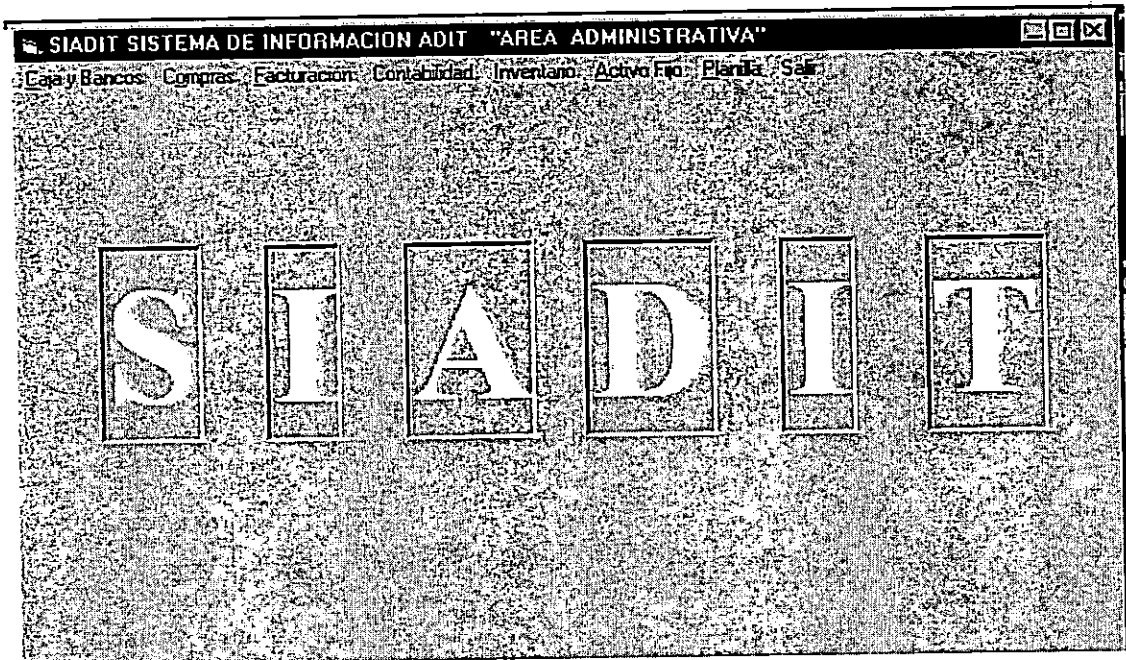 SIADIT SISTEMA DE INFORMACION ADIT "AREA ADMINISTRATIVA"
Caja y Bancos Compras Facturacion Contabilidad Inventario Activo Fijo Planilla Salir
S I A D I T